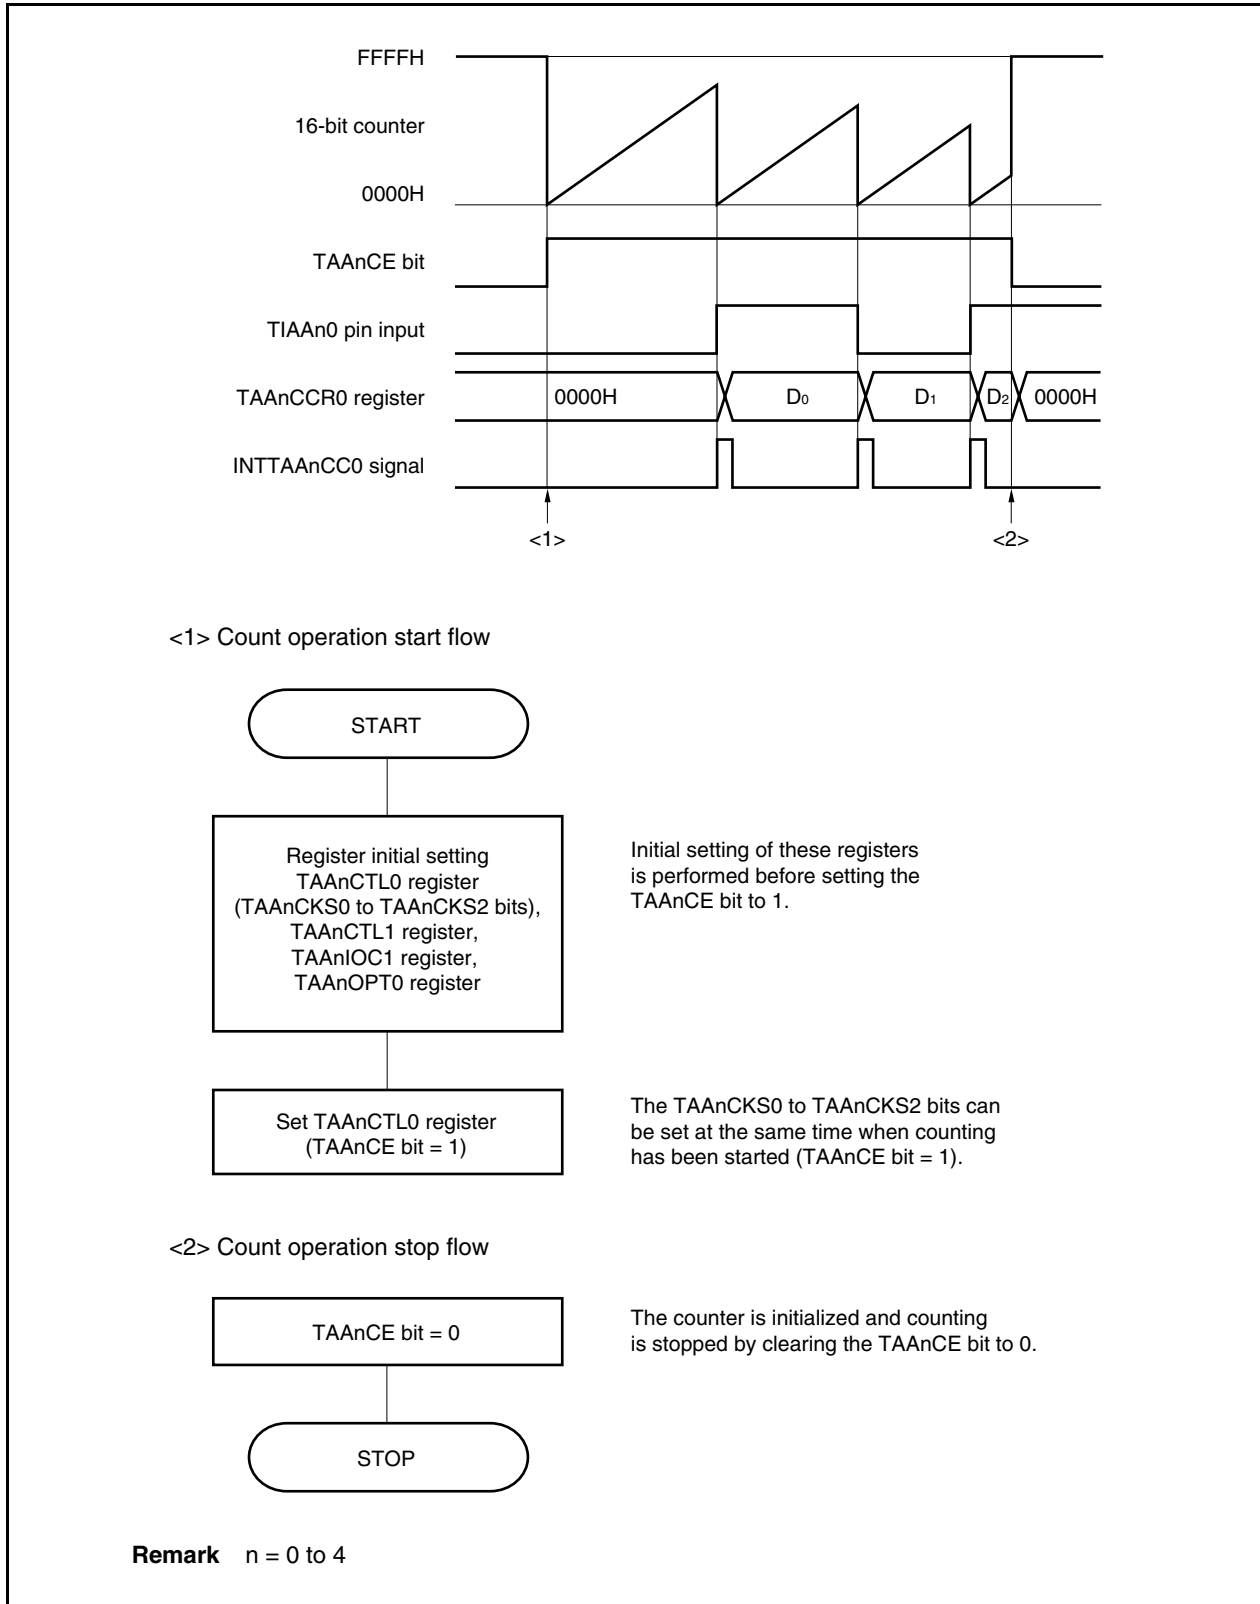 FFFFH
16-bit counter
0000H
TAAnCE bit
TIAAn0 pin input
TAAnCCR0 register 0000H D0 D1 D2 0000H
INTTAAnCC0 signal
<1> <2>
<1> Count operation start flow
START
Register initial setting
TAAnCTL0 register
(TAAnCKS0 to TAAnCKS2 bits),
TAAnCTL1 register,
TAAnIOC1 register,
TAAnOPT0 register
Initial setting of these registers
is performed before setting the
TAAnCE bit to 1.
Set TAAnCTL0 register
(TAAnCE bit = 1)
The TAAnCKS0 to TAAnCKS2 bits can
be set at the same time when counting
has been started (TAAnCE bit = 1).
<2> Count operation stop flow
TAAnCE bit = 0
The counter is initialized and counting
is stopped by clearing the TAAnCE bit to 0.
STOP
Remark n = 0 to 4